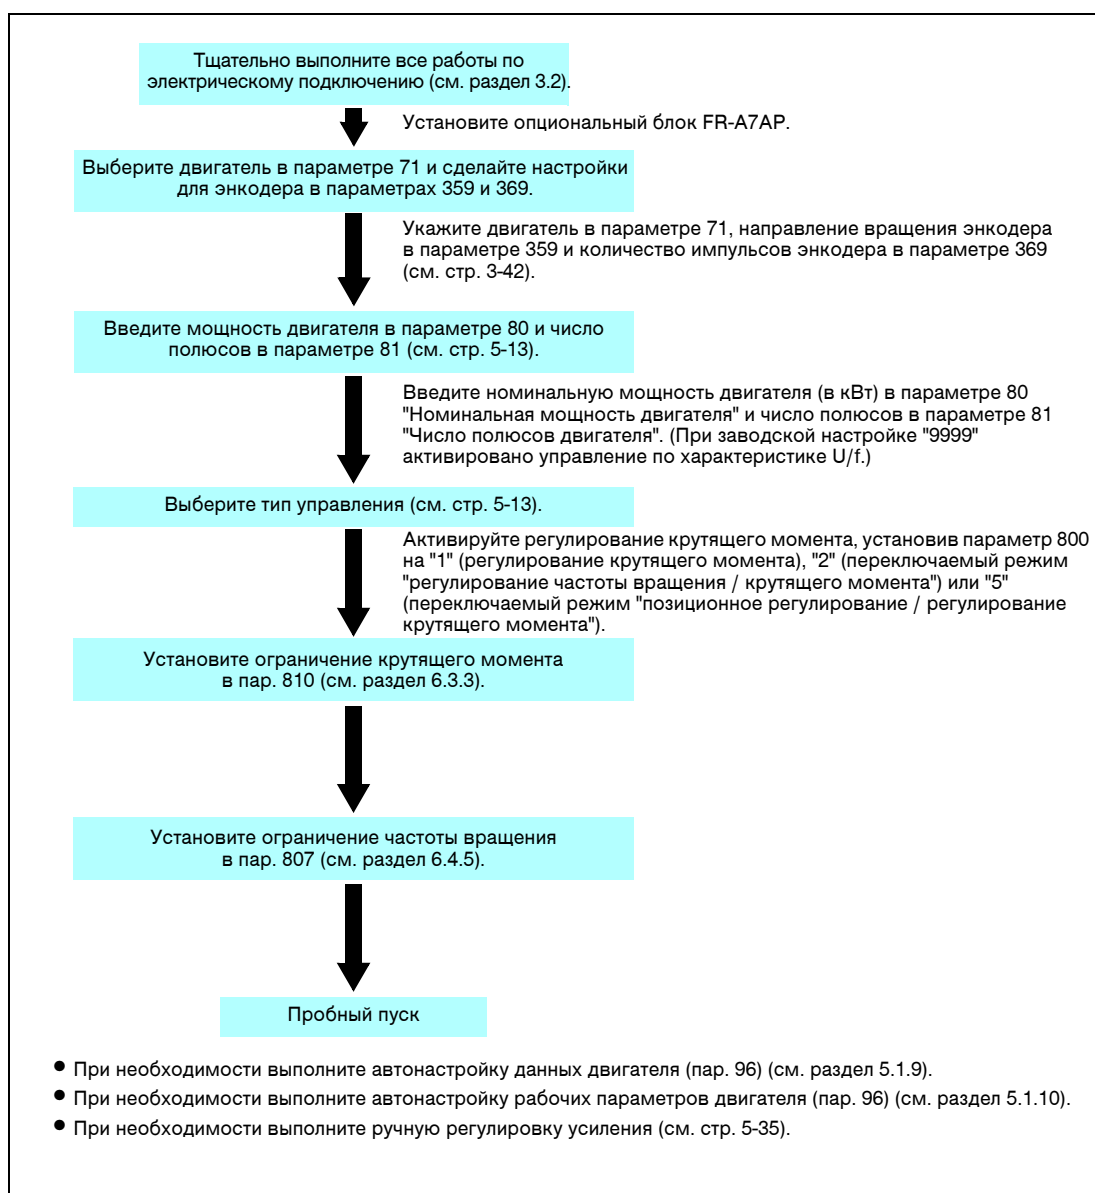 Тщательно выполните все работы по
электрическому подключению (см. раздел 3.2).
Установите опциональный блок FR-A7AP.
Выберите двигатель в параметре 71 и сделайте настройки
для энкодера в параметрах 359 и 369.
Укажите двигатель в параметре 71, направление вращения энкодера
в параметре 359 и количество импульсов энкодера в параметре 369
(см. стр. 3-42).
Введите мощность двигателя в параметре 80 и число
полюсов в параметре 81 (см. стр. 5-13).
Введите номинальную мощность двигателя (в кВт) в параметре 80
"Номинальная мощность двигателя" и число полюсов в параметре 81
"Число полюсов двигателя". (При заводской настройке "9999"
активировано управление по характеристике U/f.)
Выберите тип управления (см. стр. 5-13).
Активируйте регулирование крутящего момента, установив параметр 800
на "1" (регулирование крутящего момента), "2" (переключаемый режим
"регулирование частоты вращения / крутящего момента") или "5"
(переключаемый режим "позиционное регулирование / регулирование
крутящего момента").
Установите ограничение крутящего момента
в пар. 810 (см. раздел 6.3.3).
Установите ограничение частоты вращения
в пар. 807 (см. раздел 6.4.5).
Пробный пуск
● При необходимости выполните автонастройку данных двигателя (пар. 96) (см. раздел 5.1.9).
● При необходимости выполните автонастройку рабочих параметров двигателя (пар. 96) (см. раздел 5.1.10).
● При необходимости выполните ручную регулировку усиления (см. стр. 5-35).